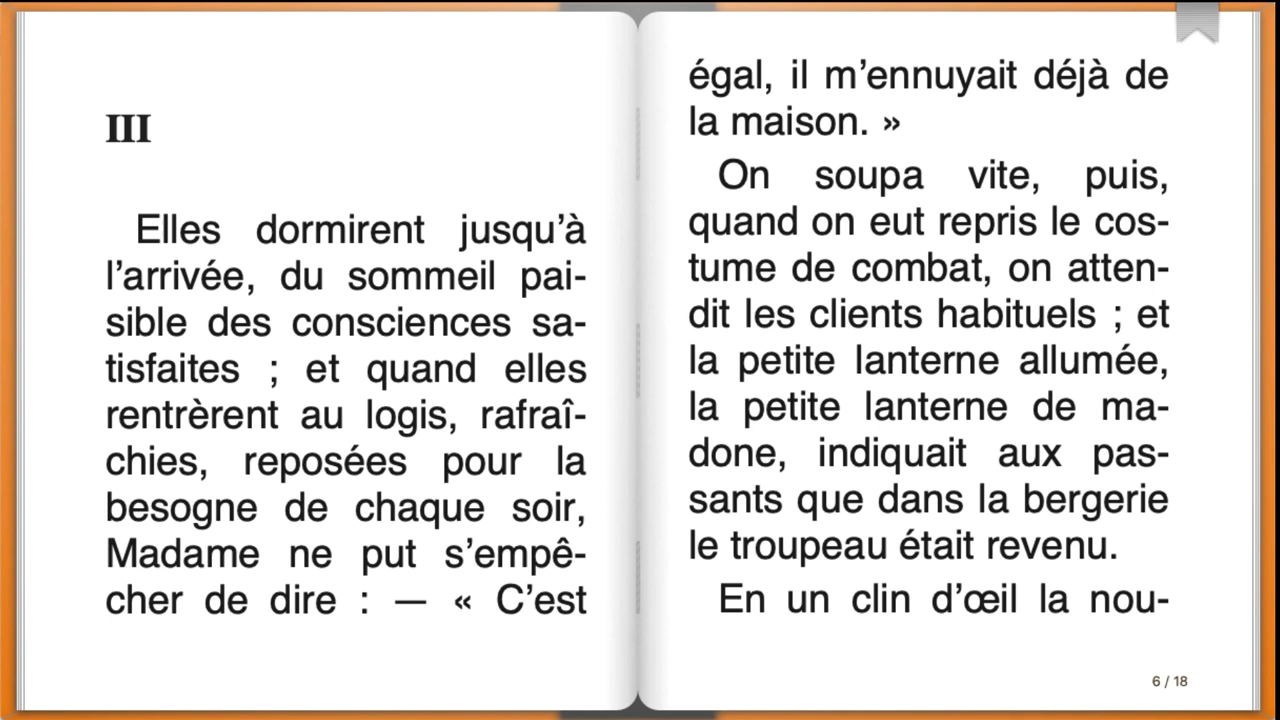 III
Elles dormirent jusqu’à
l’arrivée, du sommeil pai-
sible des consciences sa-
tisfaites ; et quand elles
rentrèrent au logis, rafraî-
chies, reposées pour la
besogne de chaque soir,
Madame ne put s’empê-
cher de dire : — « C’est
égal, il m’ennuyait déjà de
la maison. »
On soupa vite, puis,
quand on eut repris le cos-
tume de combat, on atten-
dit les clients habituels ; et
la petite lanterne allumée,
la petite lanterne de ma-
done, indiquait aux pas-
sants que dans la bergerie
le troupeau était revenu.
En un clin d’œil la nou-
6 / 18